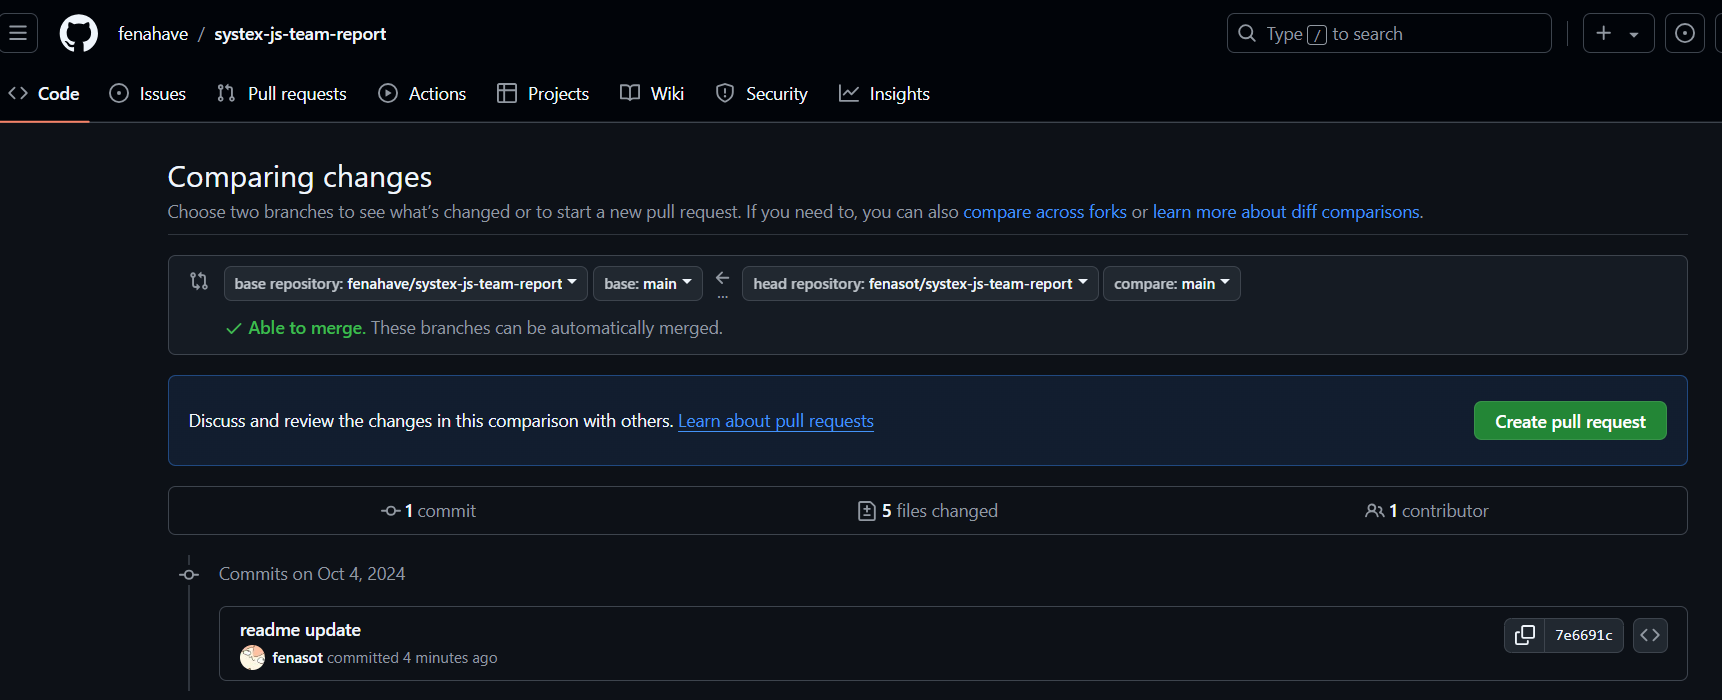 fenahave / systex-js-team-report
Type / to search
Code Issues Pull requests Actions Projects Wiki Security Insights
Comparing changes
Choose two branches to see what's changed or to start a new pull request. If you need to, you can also compare across forks or learn more about diff comparisons.
base repository: fenahave/systex-js-team-report base: main ← ... head repository: fenasot/systex-js-team-report compare: main
Able to merge. These branches can be automatically merged.
Discuss and review the changes in this comparison with others. Learn about pull requests
Create pull request
1 commit 5 files changed 1 contributor
Commits on Oct 4, 2024
readme update
7e6691c
fenasot committed 4 minutes ago